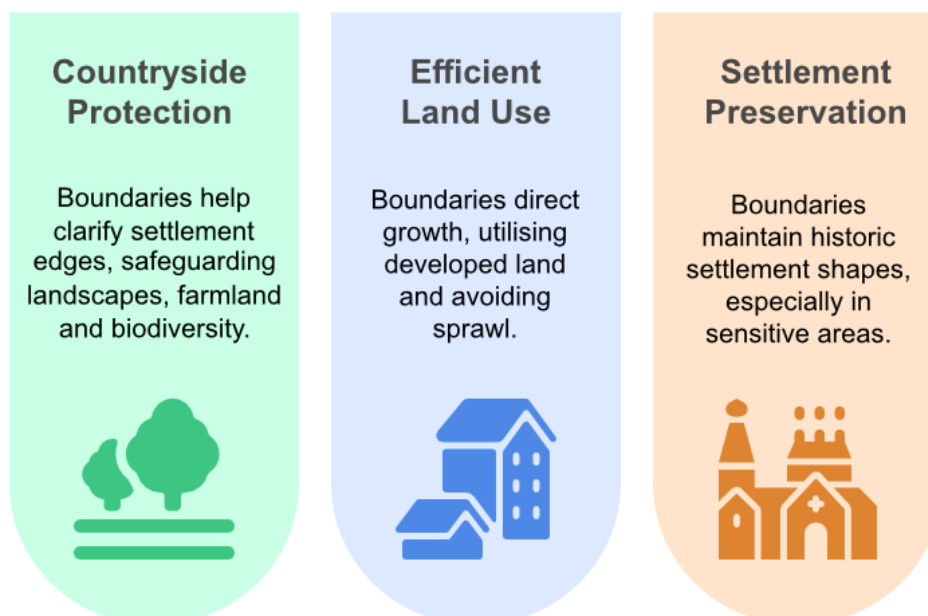 Countryside
Protection
Boundaries help
clarify settlement
edges, safeguarding
landscapes, farmland
and biodiversity.
Efficient
Land Use
Boundaries direct
growth, utilising
developed land
and avoiding
sprawl.
Settlement
Preservation
Boundaries
maintain historic
settlement shapes,
especially in
sensitive areas.